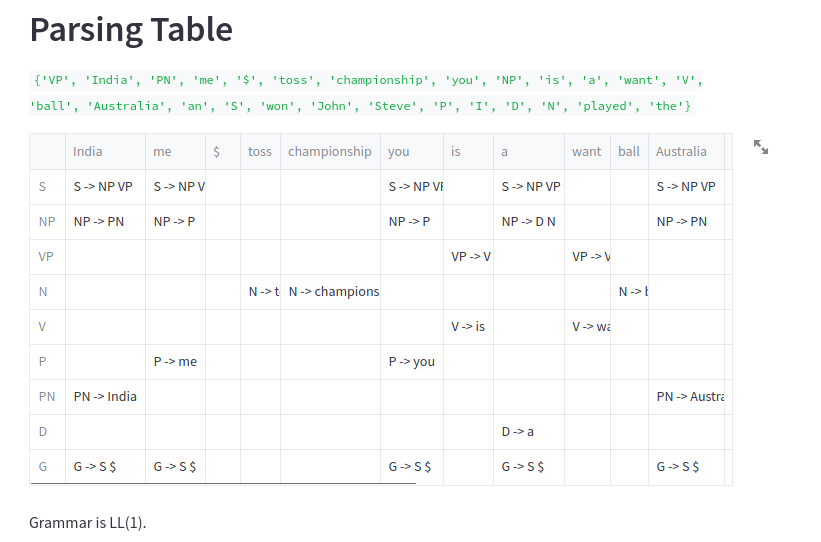 Parsing Table
{'VP', 'India', 'PN', 'me', '$', 'toss', 'championship', 'you', 'NP', 'is', 'a', 'want', 'V',
'ball', 'Australia', 'an', 'S', 'won', 'John', 'Steve', 'P', 'I', 'D', 'N', 'played', 'the'}
India me $ toss championship you is a want ball Australia
S S -> NP VP S -> NP V S -> NP VP S -> NP VP S -> NP VP
NP NP -> PN NP -> P NP -> P NP -> D N NP -> PN
VP VP -> V VP -> V
N N -> t N -> champions N -> b
V V -> is V -> wa
P P -> me P -> you
PN PN -> India PN -> Austra
D D -> a
G G -> S $ G -> S $ G -> S $ G -> S $ G -> S $
Grammar is LL(1).